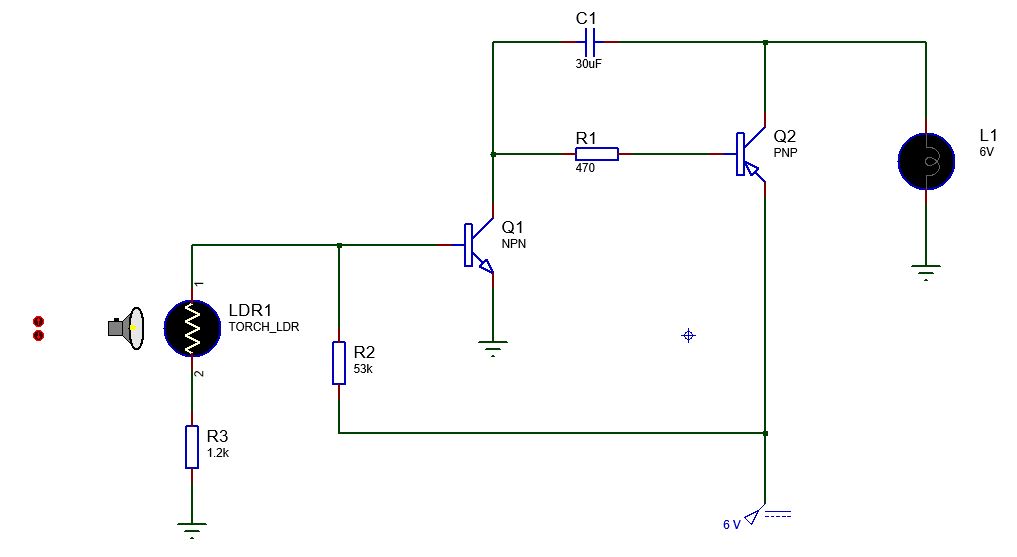 C1
30uF
R1
470
Q2
PNP
L1
6V
Q1
NPN
1
LDR1
TORCH_LDR
2
R2
53k
R3
1.2k
6 V